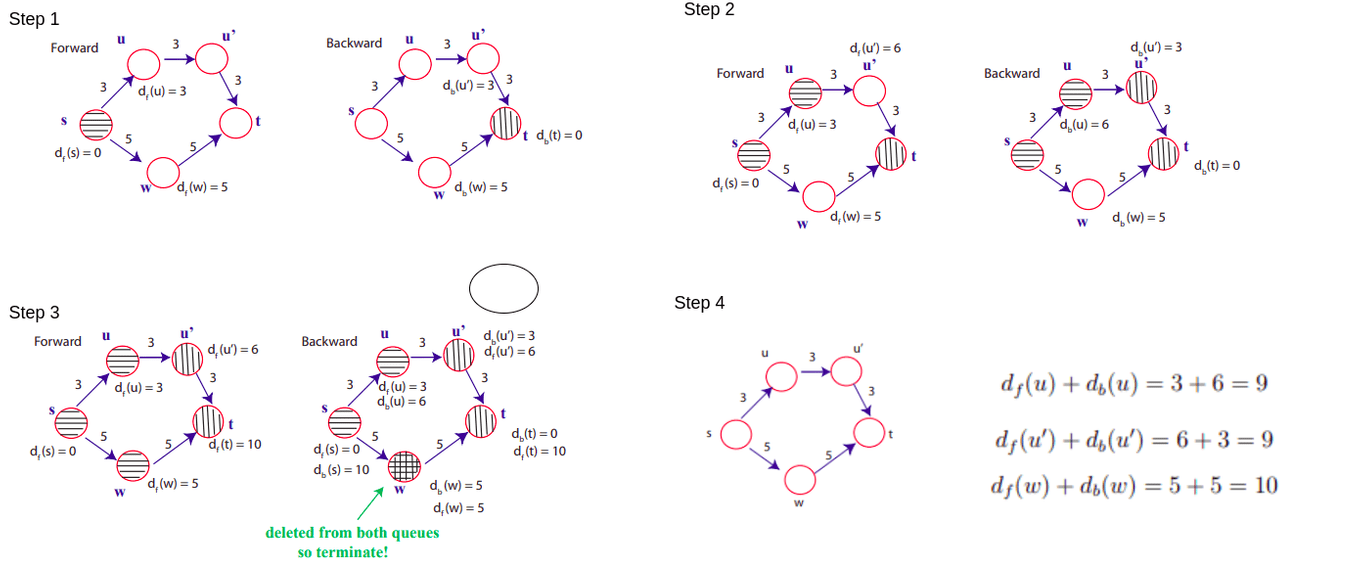 Step 1
Forward
u
u’
3
3
d_f(u) = 3
3
s
t
5
5
d_f(s) = 0
w
d_f(w) = 5
Backward
u
u’
3
3
d_b(u’) = 3
3
s
t
d_b(t) = 0
5
5
w
d_b(w) = 5
Step 2
d_f(u’) = 6
Forward
u
u’
3
3
3
d_f(u) = 3
s
t
5
5
d_f(s) = 0
w
d_f(w) = 5
d_b(u’) = 3
Backward
u
u’
3
3
3
d_b(u) = 6
s
t
5
5
d_b(t) = 0
w
d_b(w) = 5
Step 3
Forward
u
u’
3
d_f(u’) = 6
3
3
d_f(u) = 3
s
t
5
5
d_f(t) = 10
d_f(s) = 0
w
d_f(w) = 5
Backward
u
u’
d_b(u’) = 3
d_f(u’) = 6
3
3
3
d_f(u) = 3
d_b(u) = 6
s
t
5
5
d_b(t) = 0
d_f(t) = 10
d_f(s) = 0
d_b(s) = 10
w
d_b(w) = 5
d_f(w) = 5
deleted from both queues
so terminate!
Step 4
u
u'
3
3
3
s
t
5
5
w
d_f(u) + d_b(u) = 3 + 6 = 9
d_f(u′) + d_b(u′) = 6 + 3 = 9
d_f(w) + d_b(w) = 5 + 5 = 10